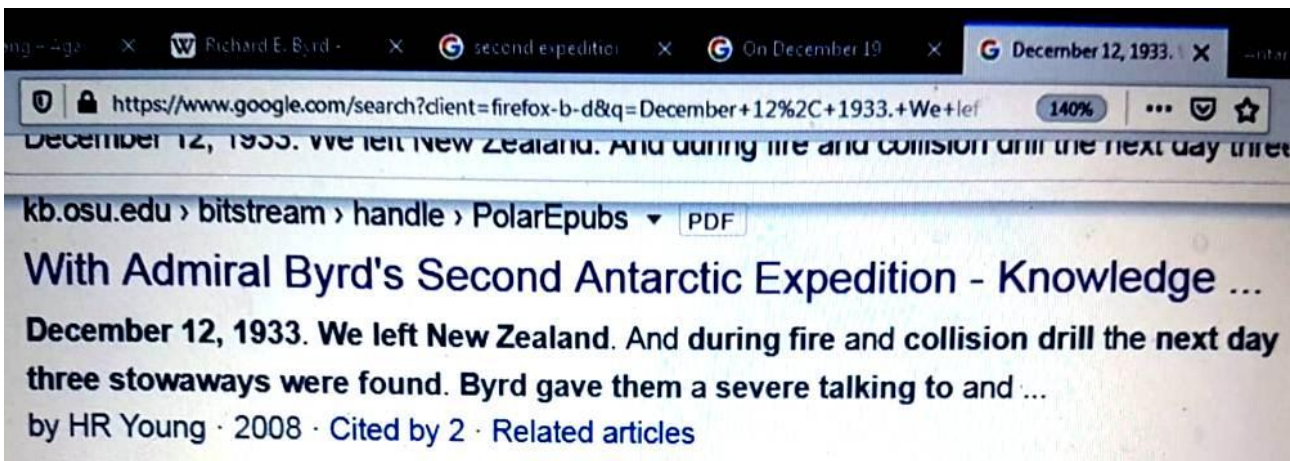 Richard E. Byrd -
second expedition
On December 19
December 12, 1933.
https://www.google.com/search?client=firefox-b-d&q=December+12%2C+1933.+We+lef
140%
December 12, 1933. We left New Zealand. And during fire and collision drill the next day three
kb.osu.edu › bitstream › handle › PolarEpubs
PDF
With Admiral Byrd's Second Antarctic Expedition - Knowledge ...
December 12, 1933. We left New Zealand. And during fire and collision drill the next day
three stowaways were found. Byrd gave them a severe talking to and ...
by HR Young · 2008 · Cited by 2 · Related articles